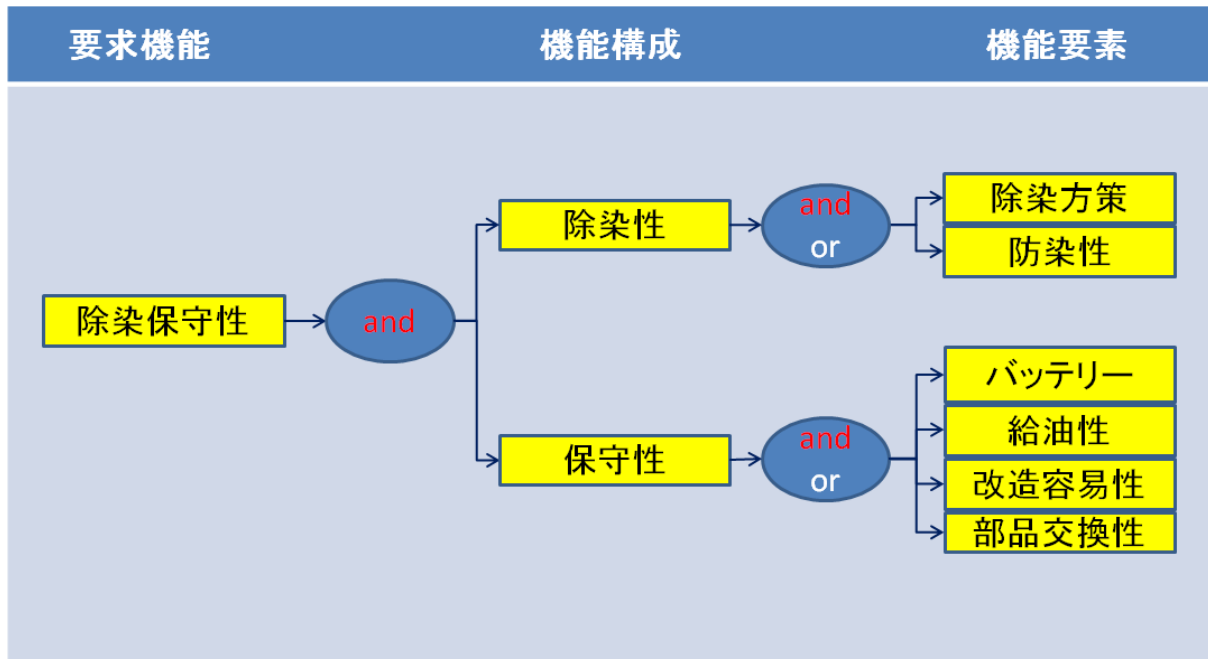 要求機能
機能構成
機能要素
除染保守性
and
除染性
and
or
除染方策
防染性
保守性
and
or
バッテリー
給油性
改造容易性
部品交換性